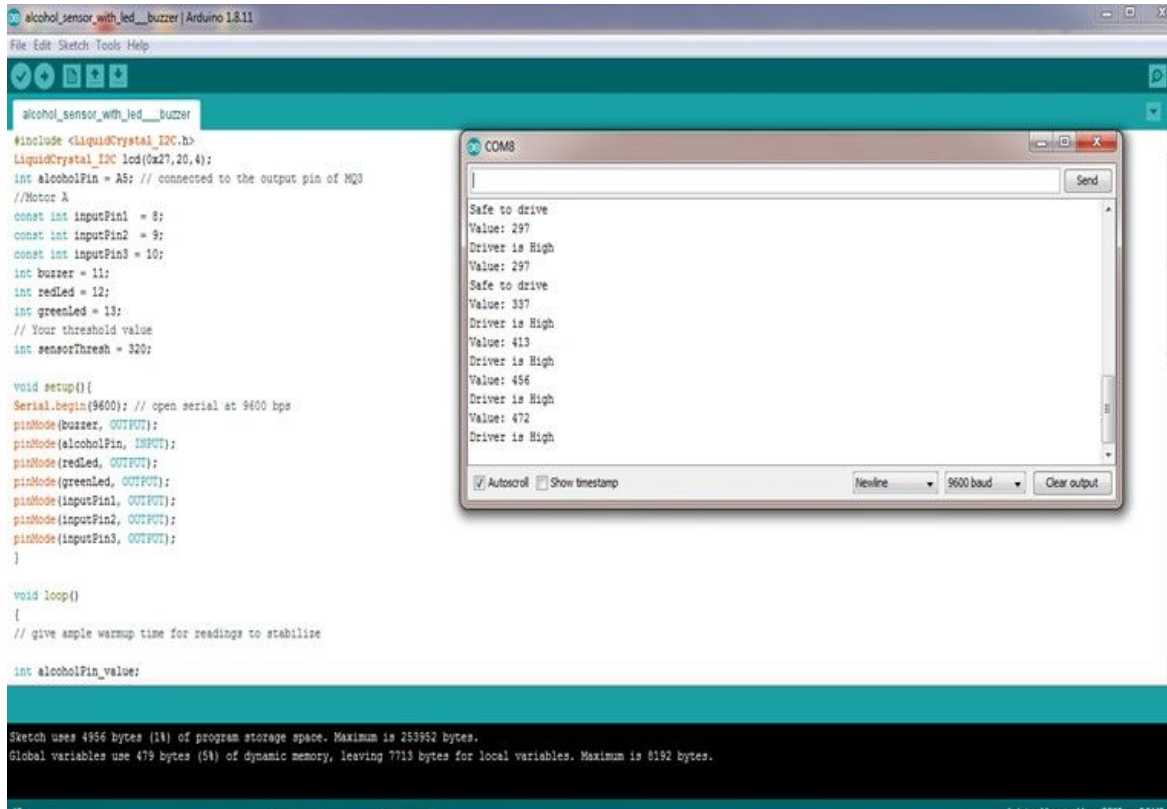 alcohol_sensor_with_led__buzzer | Arduino 1.8.11
File Edit Sketch Tools Help
alcohol_sensor_with_led__buzzer
#include <LiquidCrystal_I2C.h>
LiquidCrystal_I2C lcd(0x27,20,4);
int alcoholPin = A5; // connected to the output pin of MQ3
//Motor A
const int inputPin1 = 8;
const int inputPin2 = 9;
const int inputPin3 = 10;
int buzzer = 11;
int redLed = 12;
int greenLed = 13;
// Your threshold value
int sensorThresh = 320;
void setup(){
Serial.begin(9600); // open serial at 9600 bps
pinMode(buzzer, OUTPUT);
pinMode(alcoholPin, INPUT);
pinMode(redLed, OUTPUT);
pinMode(greenLed, OUTPUT);
pinMode(inputPin1, OUTPUT);
pinMode(inputPin2, OUTPUT);
pinMode(inputPin3, OUTPUT);
}
void loop()
{
// give ample warmup time for readings to stabilize
int alcoholPin_value;
COM8
Send
Safe to drive
Value: 297
Driver is High
Value: 297
Safe to drive
Value: 337
Driver is High
Value: 413
Driver is High
Value: 456
Driver is High
Value: 472
Driver is High
Autoscroll Show timestamp Newline 9600 baud Clear output
Sketch uses 4956 bytes (1%) of program storage space. Maximum is 253952 bytes.
Global variables use 479 bytes (5%) of dynamic memory, leaving 7713 bytes for local variables. Maximum is 8192 bytes.